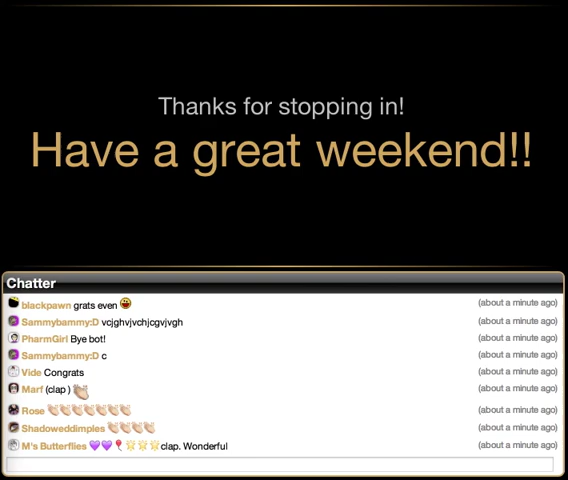 Thanks for stopping in!
Have a great weekend!!
Chatter
blackpawn grats even (about a minute ago)
Sammybammy:D vcjghvjvchjcgvjvgh (about a minute ago)
PharmGirl Bye bot! (about a minute ago)
Sammybammy:D c (about a minute ago)
Vide Congrats (about a minute ago)
Marf (clap ) (about a minute ago)
Rose 👏👏👏👏👏👏👏 (about a minute ago)
Shadoweddimples 👏👏👏👏 (about a minute ago)
M's Butterflies 💜💜🎈🌟🌟🌟clap. Wonderful (about a minute ago)